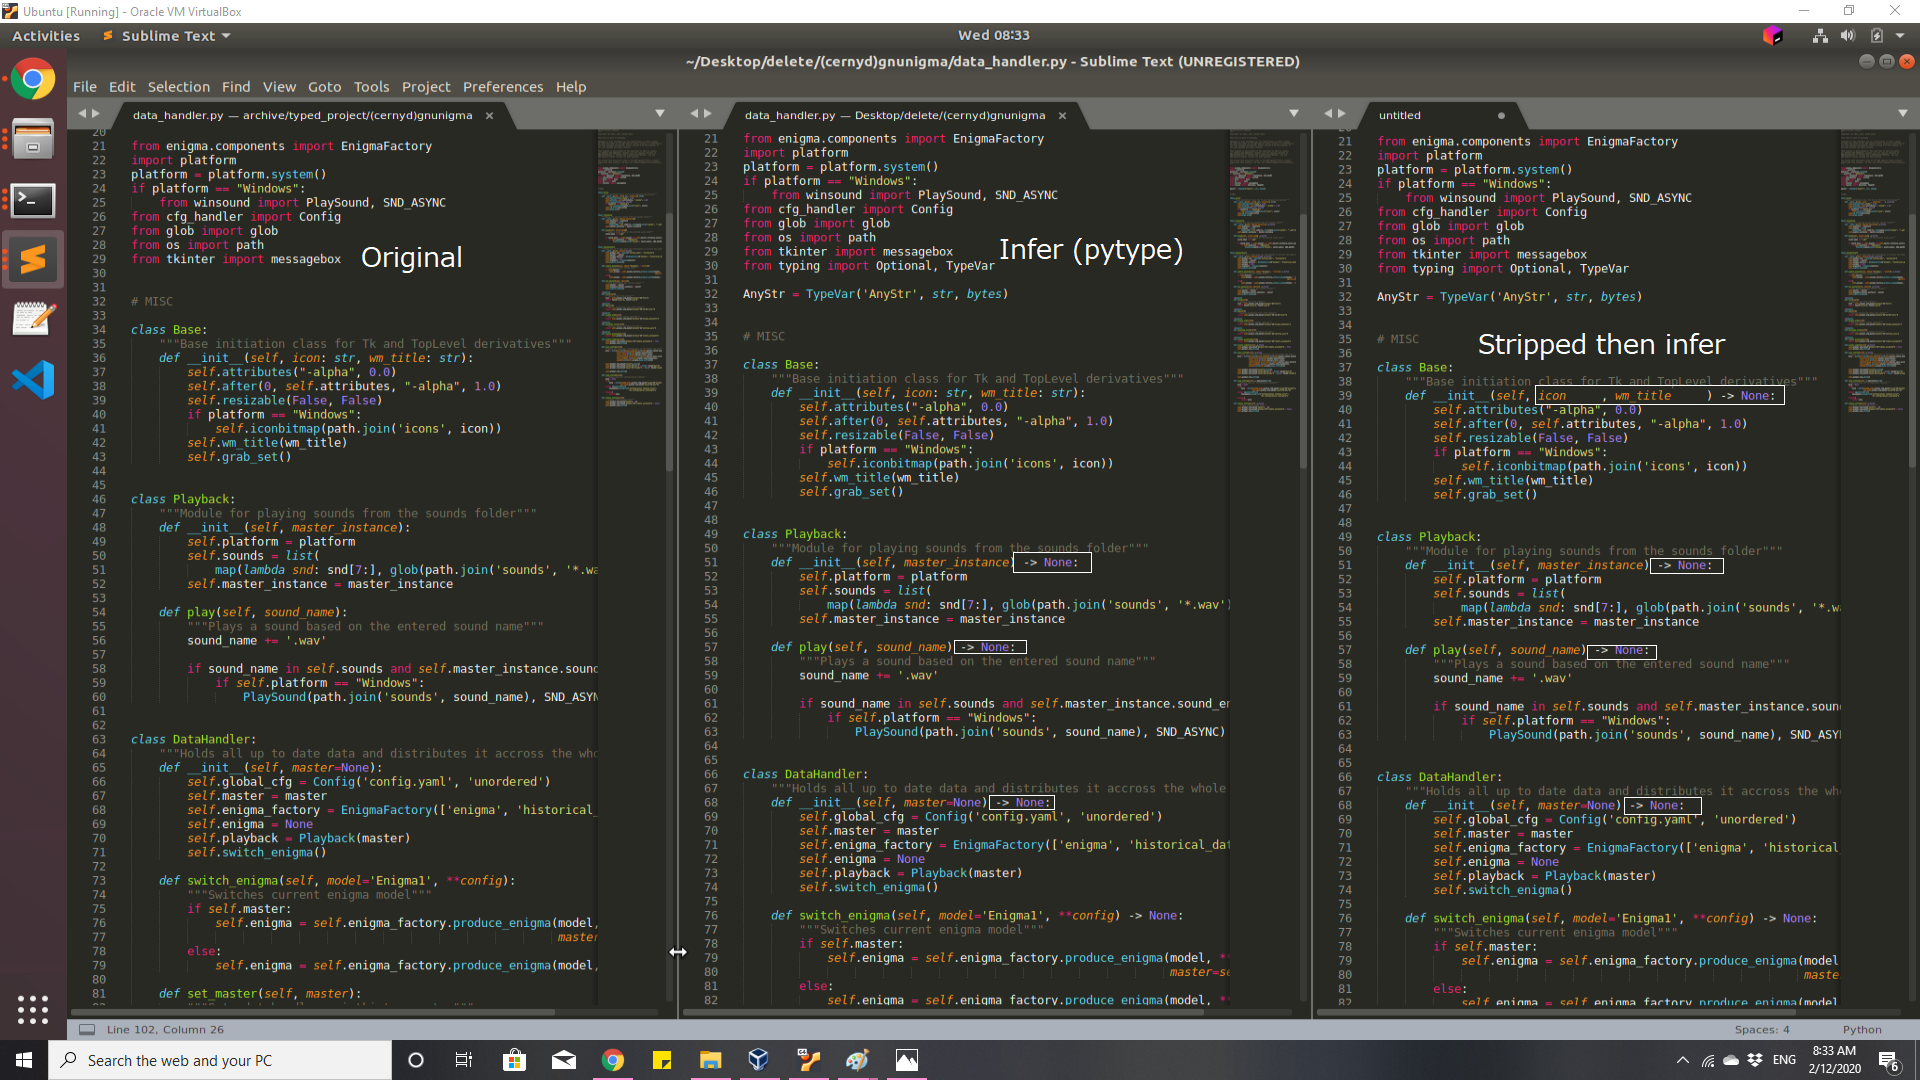 Ubuntu [Running] - Oracle VM VirtualBox
Activities
Sublime Text
Wed 08:33
~/Desktop/delete/(cernyd)gnunigma/data_handler.py - Sublime Text (UNREGISTERED)
File Edit Selection Find View Goto Tools Project Preferences Help
data_handler.py — archive/typed_project/(cernyd)gnunigma
20
21 from enigma.components import EnigmaFactory
22 import platform
23 platform = platform.system()
24 if platform == "Windows":
25 from winsound import PlaySound, SND_ASYNC
26 from cfg_handler import Config
27 from glob import glob
28 from os import path
29 from tkinter import messagebox
Original
30
31
32 # MISC
33
34 class Base:
35 """Base initiation class for Tk and TopLevel derivatives"""
36 def __init__(self, icon: str, wm_title: str):
37 self.attributes("-alpha", 0.0)
38 self.after(0, self.attributes, "-alpha", 1.0)
39 self.resizable(False, False)
40 if platform == "Windows":
41 self.iconbitmap(path.join('icons', icon))
42 self.wm_title(wm_title)
43 self.grab_set()
44
45
46 class Playback:
47 """Module for playing sounds from the sounds folder"""
48 def __init__(self, master_instance):
49 self.platform = platform
50 self.sounds = list(
51 map(lambda snd: snd[7:], glob(path.join('sounds', '*.wa
52 self.master_instance = master_instance
53
54 def play(self, sound_name):
55 """Plays a sound based on the entered sound name"""
56 sound_name += '.wav'
57
58 if sound_name in self.sounds and self.master_instance.sound
59 if self.platform == "Windows":
60 PlaySound(path.join('sounds', sound_name), SND_ASYN
61
62
63 class DataHandler:
64 """Holds all up to date data and distributes it accross the who
65 def __init__(self, master=None):
66 self.global_cfg = Config('config.yaml', 'unordered')
67 self.master = master
68 self.enigma_factory = EnigmaFactory(['enigma', 'historical_
69 self.enigma = None
70 self.playback = Playback(master)
71 self.switch_enigma()
72
73 def switch_enigma(self, model='Enigma1', **config):
74 """Switches current enigma model"""
75 if self.master:
76 self.enigma = self.enigma_factory.produce_enigma(model,
77 master
78 else:
79 self.enigma = self.enigma_factory.produce_enigma(model,
80
81 def set_master(self, master):
data_handler.py — Desktop/delete/(cernyd)gnunigma
21 from enigma.components import EnigmaFactory
22 import platform
23 platform = platform.system()
24 if platform == "Windows":
25 from winsound import PlaySound, SND_ASYNC
26 from cfg_handler import Config
27 from glob import glob
28 from os import path
29 from tkinter import messagebox
30 from typing import Optional, TypeVar
Infer (pytype)
31
32 AnyStr = TypeVar('AnyStr', str, bytes)
33
34
35 # MISC
36
37 class Base:
38 """Base initiation class for Tk and TopLevel derivatives"""
39 def __init__(self, icon: str, wm_title: str):
40 self.attributes("-alpha", 0.0)
41 self.after(0, self.attributes, "-alpha", 1.0)
42 self.resizable(False, False)
43 if platform == "Windows":
44 self.iconbitmap(path.join('icons', icon))
45 self.wm_title(wm_title)
46 self.grab_set()
47
48
49 class Playback:
50 """Module for playing sounds from the sounds folder"""
51 def __init__(self, master_instance) -> None:
52 self.platform = platform
53 self.sounds = list(
54 map(lambda snd: snd[7:], glob(path.join('sounds', '*.wav')
55 self.master_instance = master_instance
56
57 def play(self, sound_name) -> None:
58 """Plays a sound based on the entered sound name"""
59 sound_name += '.wav'
60
61 if sound_name in self.sounds and self.master_instance.sound_en
62 if self.platform == "Windows":
63 PlaySound(path.join('sounds', sound_name), SND_ASYNC)
64
65
66 class DataHandler:
67 """Holds all up to date data and distributes it accross the whole
68 def __init__(self, master=None) -> None:
69 self.global_cfg = Config('config.yaml', 'unordered')
70 self.master = master
71 self.enigma_factory = EnigmaFactory(['enigma', 'historical_dat
72 self.enigma = None
73 self.playback = Playback(master)
74 self.switch_enigma()
75
76 def switch_enigma(self, model='Enigma1', **config) -> None:
77 """Switches current enigma model"""
78 if self.master:
79 self.enigma = self.enigma_factory.produce_enigma(model, **
80 master=se
81 else:
82 self.enigma = self.enigma_factory.produce_enigma(model, **
untitled
21 from enigma.components import EnigmaFactory
22 import platform
23 platform = platform.system()
24 if platform == "Windows":
25 from winsound import PlaySound, SND_ASYNC
26 from cfg_handler import Config
27 from glob import glob
28 from os import path
29 from tkinter import messagebox
30 from typing import Optional, TypeVar
31
32 AnyStr = TypeVar('AnyStr', str, bytes)
33
34
35 # MISC
Stripped then infer
36
37 class Base:
38 """Base initiation class for Tk and TopLevel derivatives"""
39 def __init__(self, icon , wm_title ) -> None:
40 self.attributes("-alpha", 0.0)
41 self.after(0, self.attributes, "-alpha", 1.0)
42 self.resizable(False, False)
43 if platform == "Windows":
44 self.iconbitmap(path.join('icons', icon))
45 self.wm_title(wm_title)
46 self.grab_set()
47
48
49 class Playback:
50 """Module for playing sounds from the sounds folder"""
51 def __init__(self, master_instance) -> None:
52 self.platform = platform
53 self.sounds = list(
54 map(lambda snd: snd[7:], glob(path.join('sounds', '*.wa
55 self.master_instance = master_instance
56
57 def play(self, sound_name) -> None:
58 """Plays a sound based on the entered sound name"""
59 sound_name += '.wav'
60
61 if sound_name in self.sounds and self.master_instance.soun
62 if self.platform == "Windows":
63 PlaySound(path.join('sounds', sound_name), SND_ASY
64
65
66 class DataHandler:
67 """Holds all up to date data and distributes it accross the wh
68 def __init__(self, master=None) -> None:
69 self.global_cfg = Config('config.yaml', 'unordered')
70 self.master = master
71 self.enigma_factory = EnigmaFactory(['enigma', 'historical
72 self.enigma = None
73 self.playback = Playback(master)
74 self.switch_enigma()
75
76 def switch_enigma(self, model='Enigma1', **config) -> None:
77 """Switches current enigma model"""
78 if self.master:
79 self.enigma = self.enigma_factory.produce_enigma(model
80 maste
81 else:
82 self.enigma = self.enigma_factory.produce_enigma(model
Line 102, Column 26
Spaces: 4
Python
Search the web and your PC
ENG
8:33 AM
2/12/2020
6